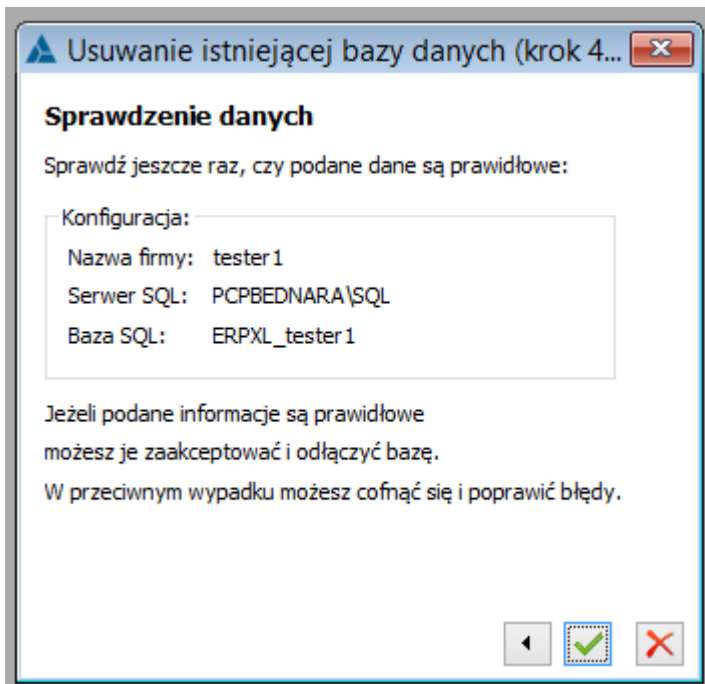 Usuwanie istniejącej bazy danych (krok 4...
Sprawdzenie danych
Sprawdź jeszcze raz, czy podane dane są prawidłowe:
Konfiguracja:
Nazwa firmy: tester1
Serwer SQL: PCPBEDNARA\SQL
Baza SQL: ERPXL_tester1
Jeżeli podane informacje są prawidłowe
możesz je zaakceptować i odłączyć bazę.
W przeciwnym wypadku możesz cofnąć się i poprawić błędy.